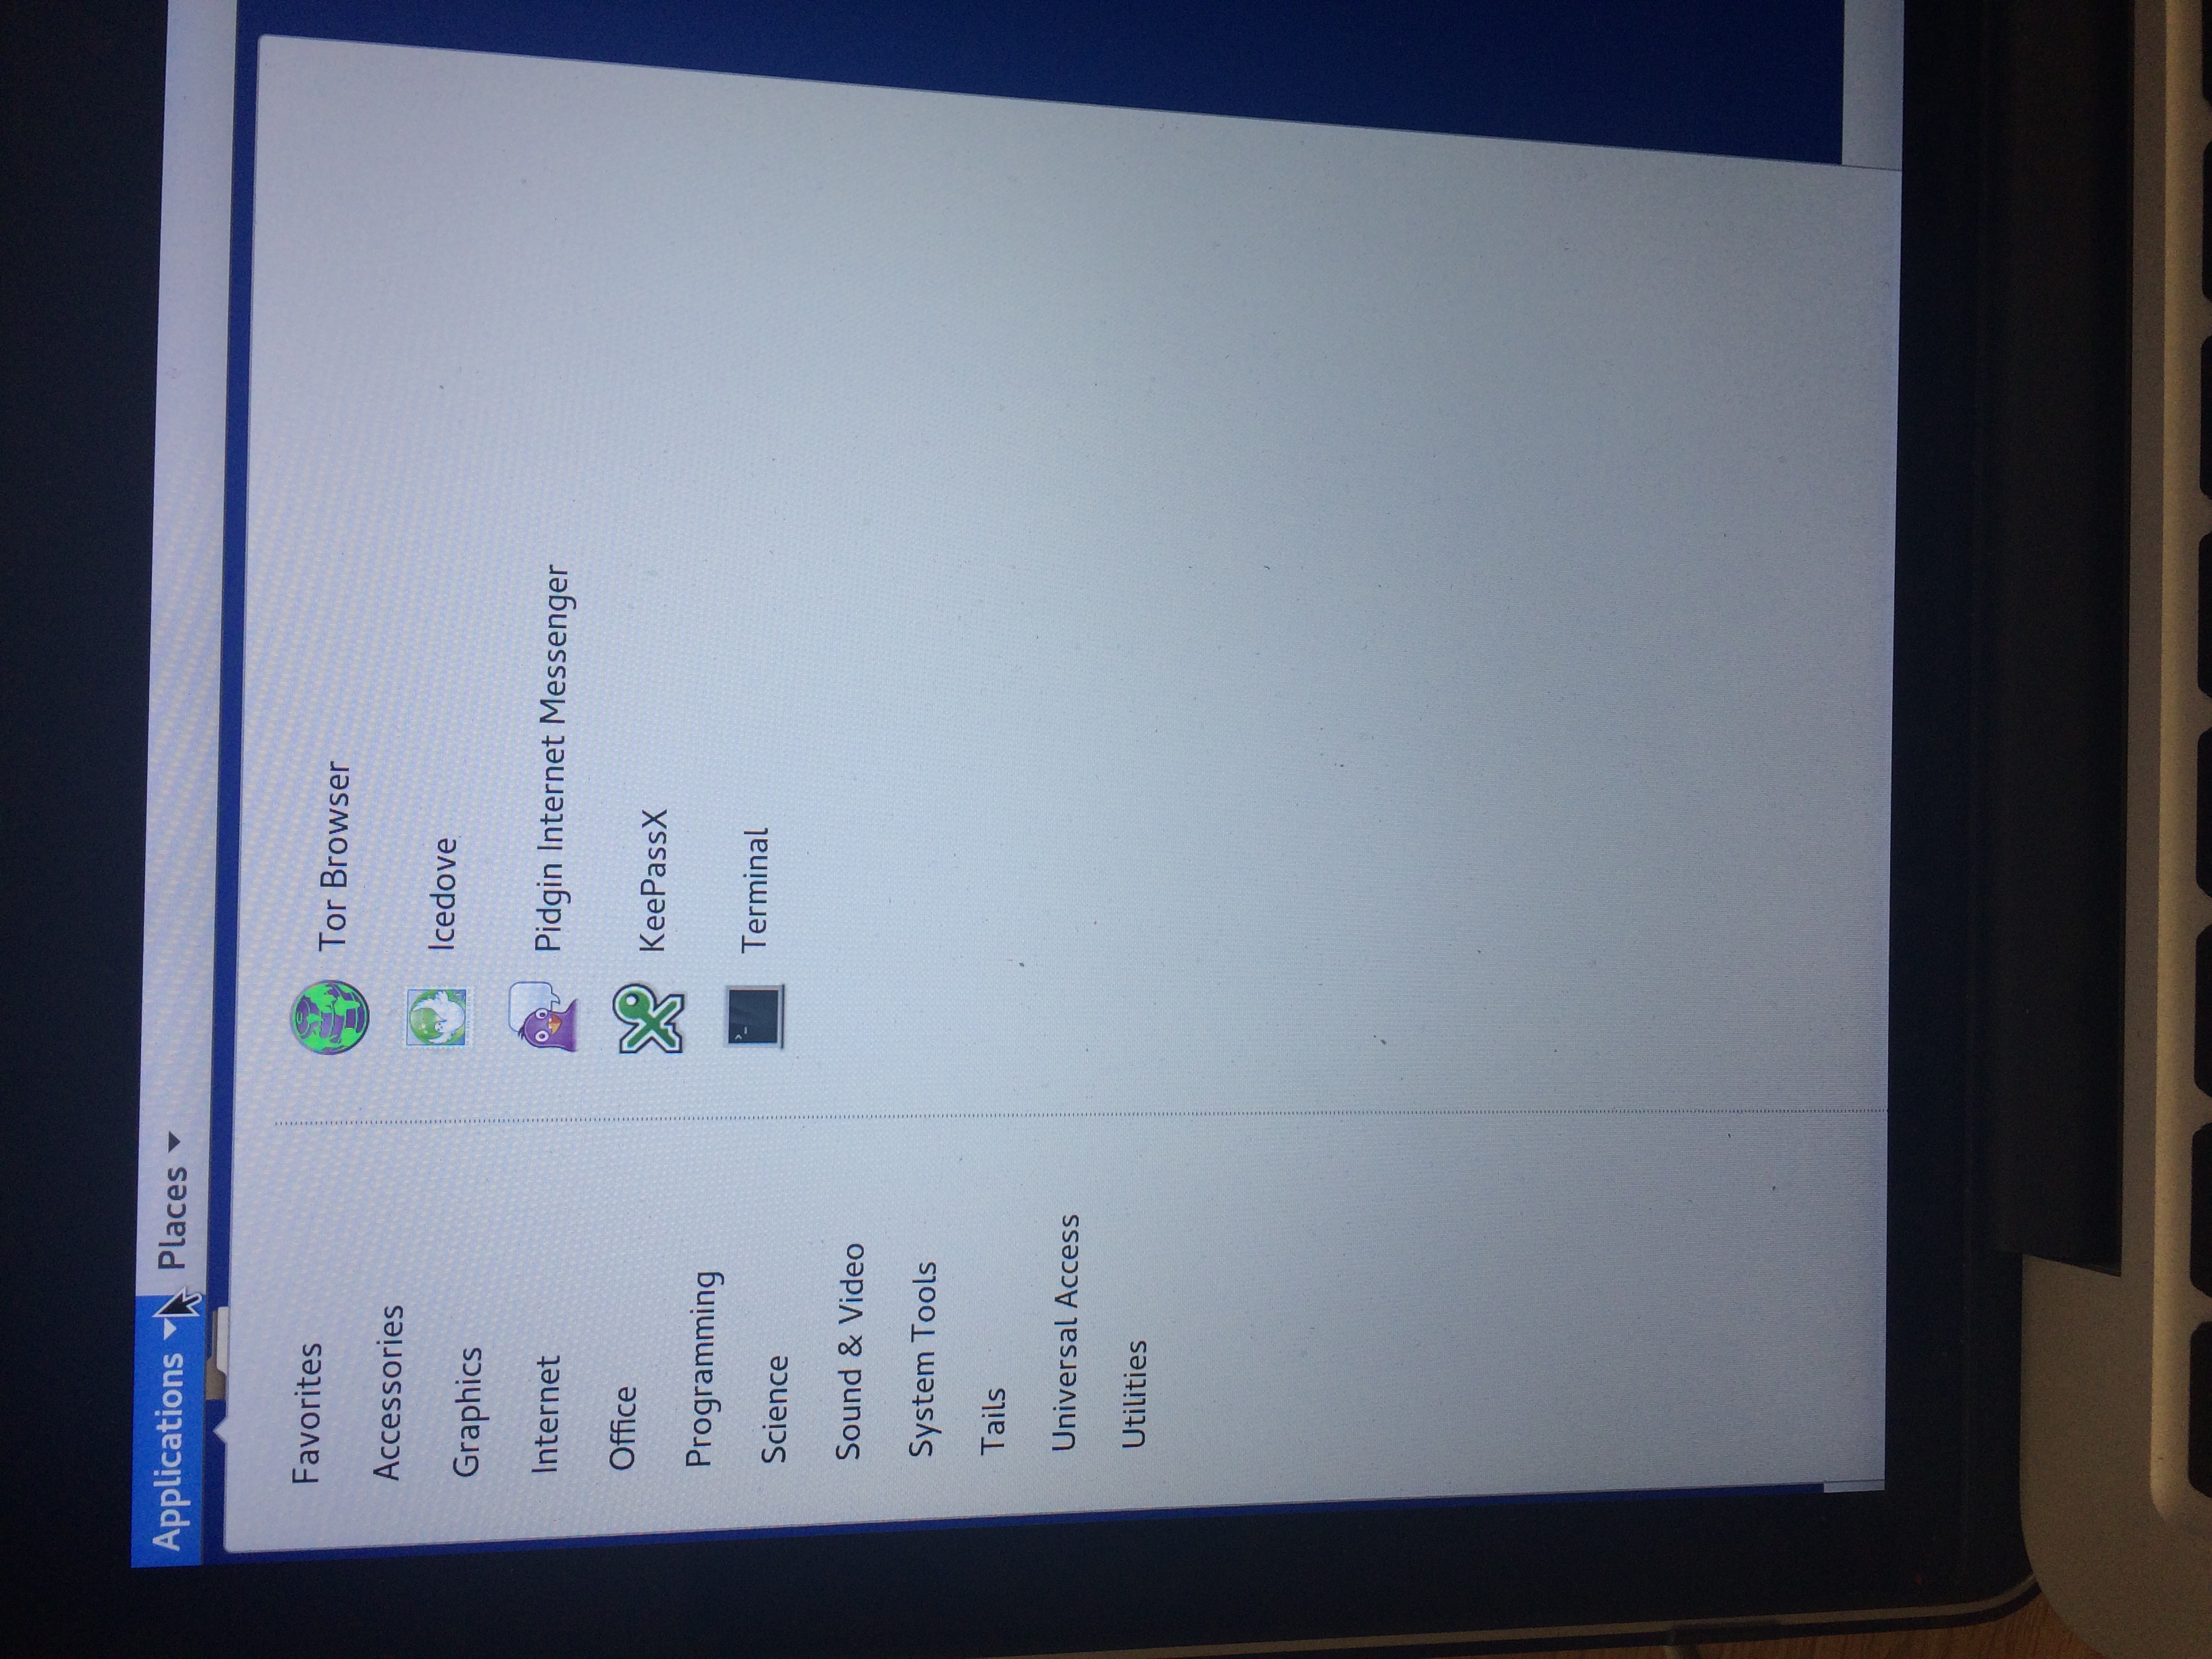 Applications Places
Favorites
Accessories
Graphics
Internet
Office
Programming
Science
Sound & Video
System Tools
Tails
Universal Access
Utilities
Tor Browser
Icedove
Pidgin Internet Messenger
KeePassX
Terminal